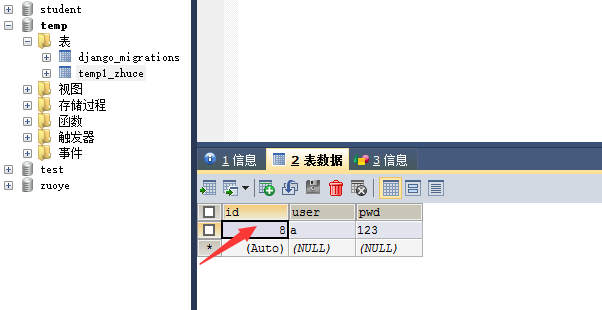 student
temp
表
django_migrations
temp1_zhuce
视图
存储过程
函数
触发器
事件
test
zuoye
1 信息 2 表数据 3 信息
id user pwd
8 a 123
* (Auto) (NULL) (NULL)